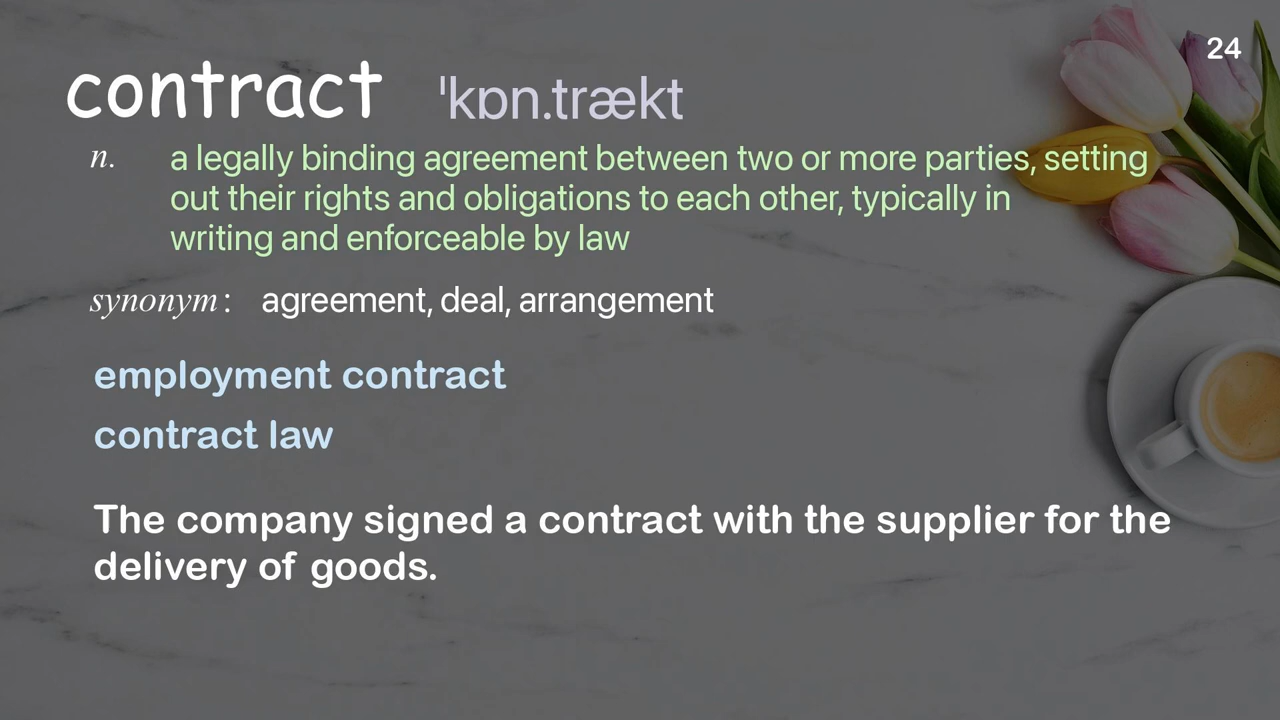 24
contract ˈkɒn.trækt
n. a legally binding agreement between two or more parties, setting
out their rights and obligations to each other, typically in
writing and enforceable by law
synonym: agreement, deal, arrangement
employment contract
contract law
The company signed a contract with the supplier for the
delivery of goods.